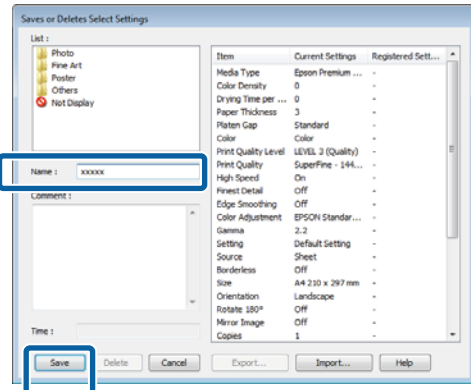 Saves or Deletes Select Settings
List :
Photo
Fine Art
Poster
Others
Not Display
Name : xxxxx
Comment :
Time :
Item Current Settings Registered Sett...
Media Type Epson Premium ... -
Color Density 0 -
Drying Time per ... 0 -
Paper Thickness 3 -
Platen Gap Standard -
Color Color -
Print Quality Level LEVEL 3 (Quality) -
Print Quality SuperFine - 144... -
High Speed On -
Finest Detail Off -
Edge Smoothing Off -
Color Adjustment EPSON Standar... -
Gamma 2.2 -
Setting Default Setting -
Source Sheet -
Borderless Off -
Size A4 210 x 297 mm -
Orientation Landscape -
Rotate 180° Off -
Mirror Image Off -
Copies 1 -
Save Delete Cancel Export... Import... Help